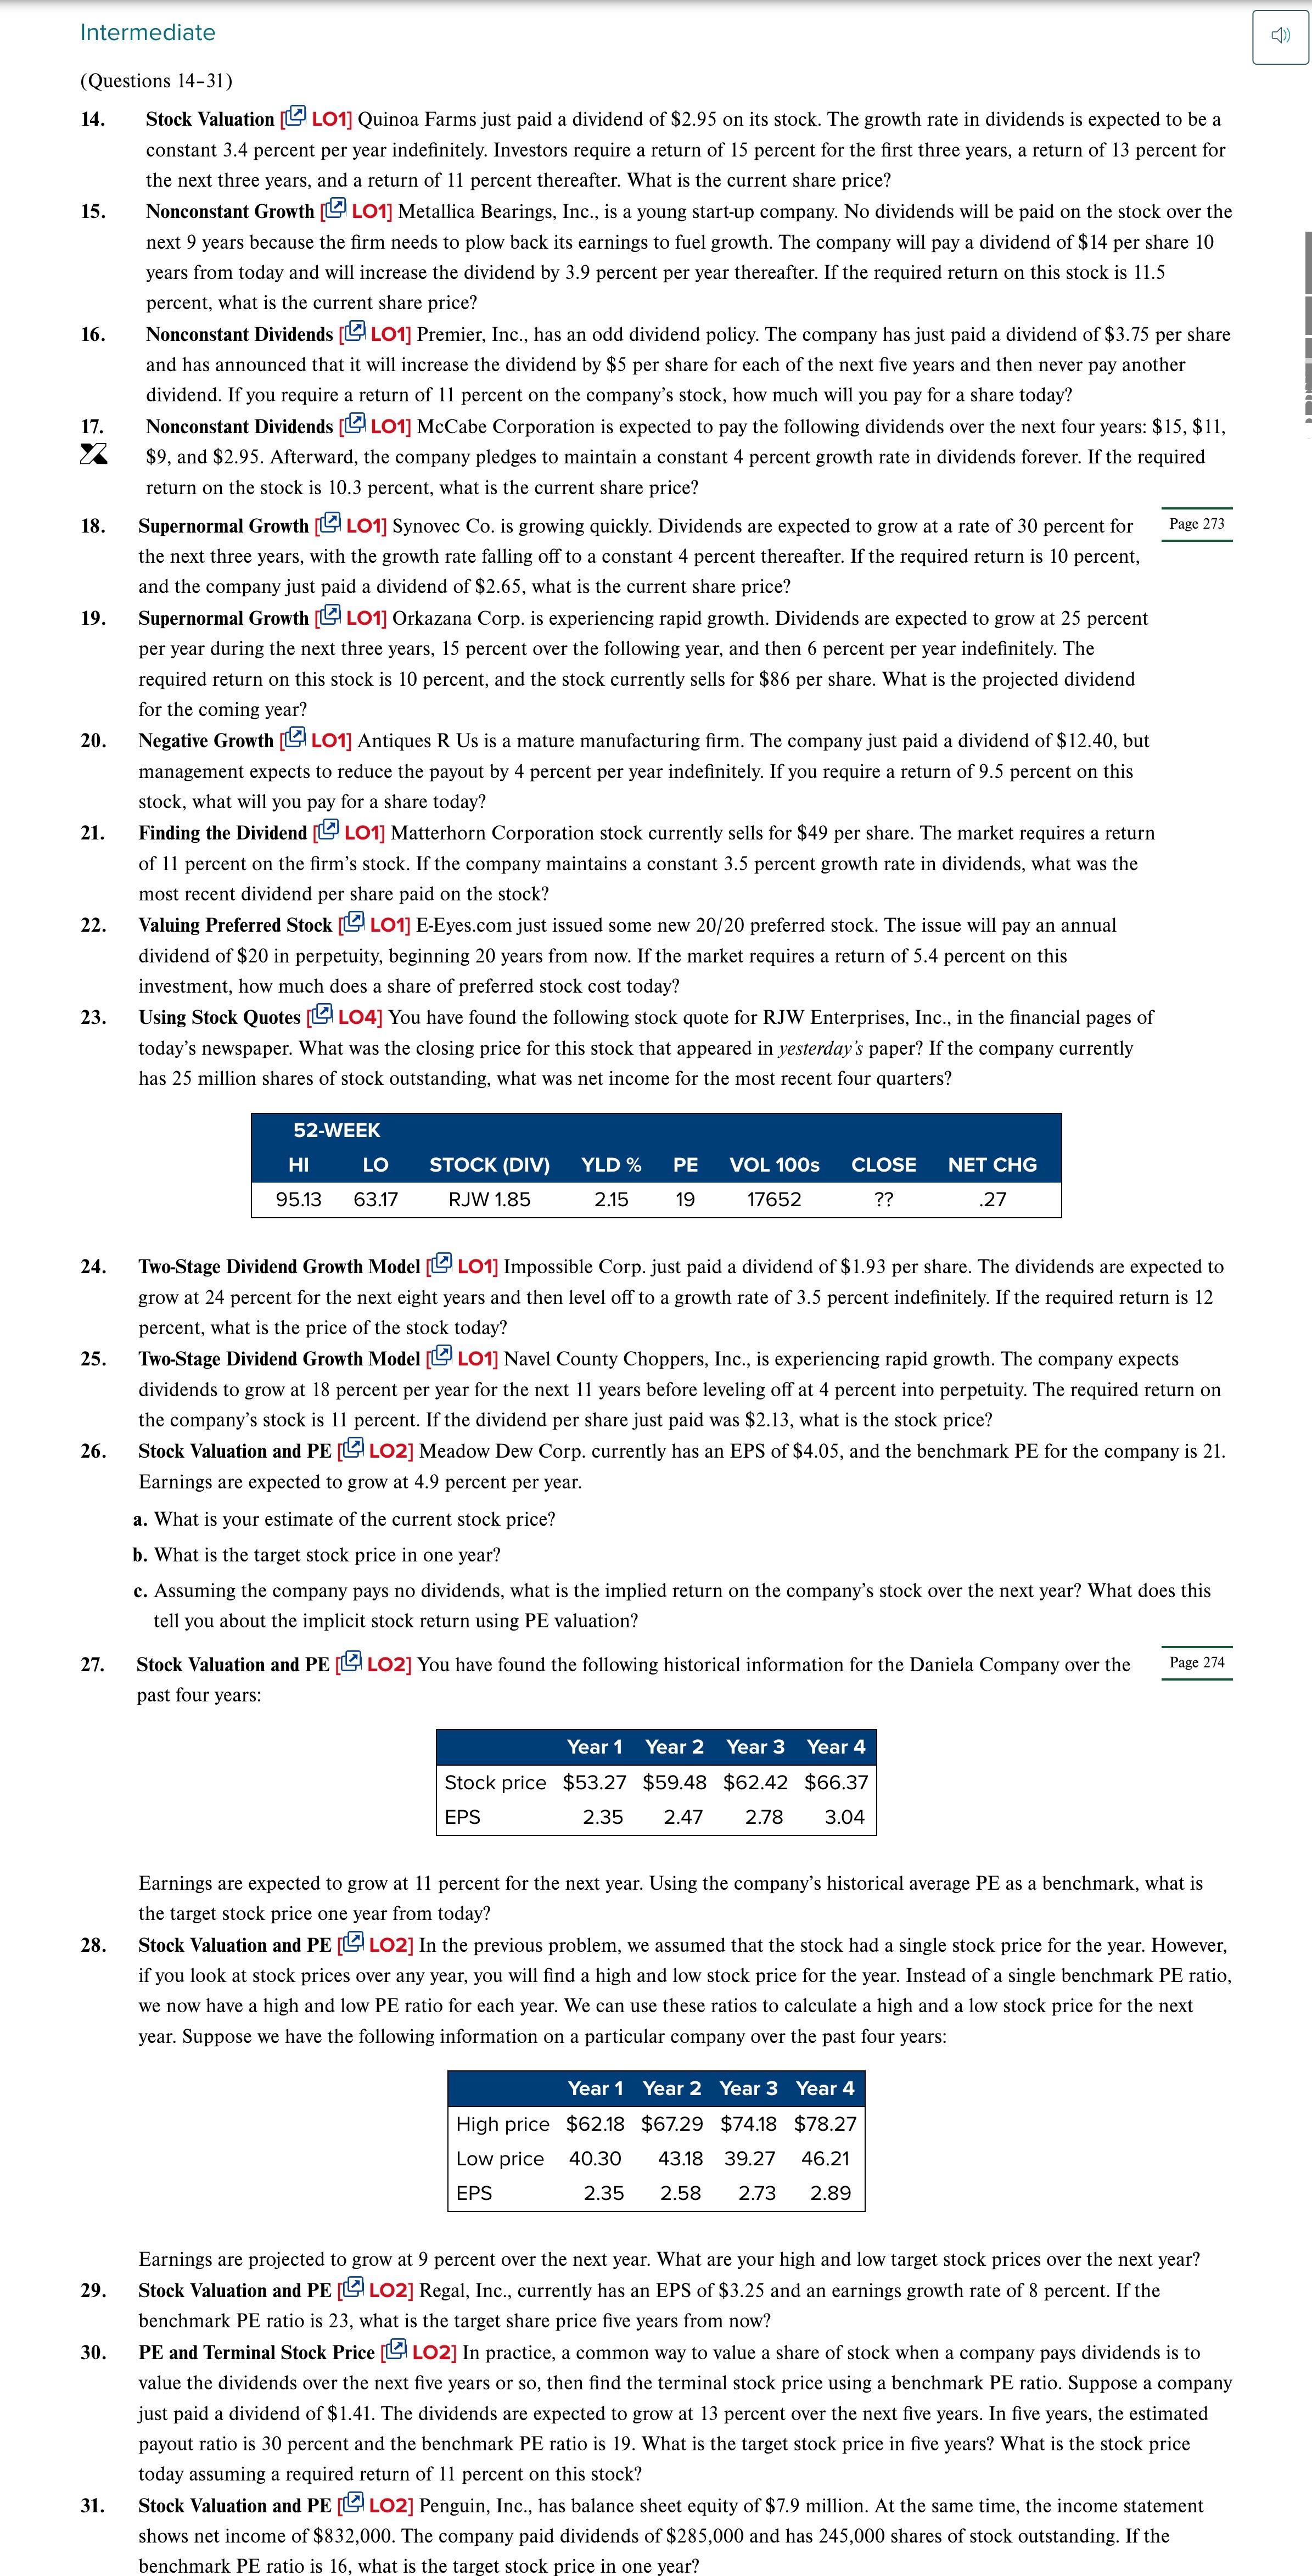 Intermediate
(Questions 14–31)
14. Stock Valuation [ LO1] Quinoa Farms just paid a dividend of $2.95 on its stock. The growth rate in dividends is expected to be a
constant 3.4 percent per year indefinitely. Investors require a return of 15 percent for the first three years, a return of 13 percent for
the next three years, and a return of 11 percent thereafter. What is the current share price?
15. Nonconstant Growth [ LO1] Metallica Bearings, Inc., is a young start-up company. No dividends will be paid on the stock over the
next 9 years because the firm needs to plow back its earnings to fuel growth. The company will pay a dividend of $14 per share 10
years from today and will increase the dividend by 3.9 percent per year thereafter. If the required return on this stock is 11.5
percent, what is the current share price?
16. Nonconstant Dividends [ LO1] Premier, Inc., has an odd dividend policy. The company has just paid a dividend of $3.75 per share
and has announced that it will increase the dividend by $5 per share for each of the next five years and then never pay another
dividend. If you require a return of 11 percent on the company's stock, how much will you pay for a share today?
17. Nonconstant Dividends [ LO1] McCabe Corporation is expected to pay the following dividends over the next four years: $15, $11,
$9, and $2.95. Afterward, the company pledges to maintain a constant 4 percent growth rate in dividends forever. If the required
return on the stock is 10.3 percent, what is the current share price?
18. Supernormal Growth [ LO1] Synovec Co. is growing quickly. Dividends are expected to grow at a rate of 30 percent for
Page 273
the next three years, with the growth rate falling off to a constant 4 percent thereafter. If the required return is 10 percent,
and the company just paid a dividend of $2.65, what is the current share price?
19. Supernormal Growth [ LO1] Orkazana Corp. is experiencing rapid growth. Dividends are expected to grow at 25 percent
per year during the next three years, 15 percent over the following year, and then 6 percent per year indefinitely. The
required return on this stock is 10 percent, and the stock currently sells for $86 per share. What is the projected dividend
for the coming year?
20. Negative Growth [ LO1] Antiques R Us is a mature manufacturing firm. The company just paid a dividend of $12.40, but
management expects to reduce the payout by 4 percent per year indefinitely. If you require a return of 9.5 percent on this
stock, what will you pay for a share today?
21. Finding the Dividend [ LO1] Matterhorn Corporation stock currently sells for $49 per share. The market requires a return
of 11 percent on the firm's stock. If the company maintains a constant 3.5 percent growth rate in dividends, what was the
most recent dividend per share paid on the stock?
22. Valuing Preferred Stock [ LO1] E-Eyes.com just issued some new 20/20 preferred stock. The issue will pay an annual
dividend of $20 in perpetuity, beginning 20 years from now. If the market requires a return of 5.4 percent on this
investment, how much does a share of preferred stock cost today?
23. Using Stock Quotes [ LO4] You have found the following stock quote for RJW Enterprises, Inc., in the financial pages of
today's newspaper. What was the closing price for this stock that appeared in yesterday's paper? If the company currently
has 25 million shares of stock outstanding, what was net income for the most recent four quarters?
52-WEEK
HI LO STOCK (DIV) YLD % PE VOL 100s CLOSE NET CHG
95.13 63.17 RJW 1.85 2.15 19 17652 ?? .27
24. Two-Stage Dividend Growth Model [ LO1] Impossible Corp. just paid a dividend of $1.93 per share. The dividends are expected to
grow at 24 percent for the next eight years and then level off to a growth rate of 3.5 percent indefinitely. If the required return is 12
percent, what is the price of the stock today?
25. Two-Stage Dividend Growth Model [ LO1] Navel County Choppers, Inc., is experiencing rapid growth. The company expects
dividends to grow at 18 percent per year for the next 11 years before leveling off at 4 percent into perpetuity. The required return on
the company's stock is 11 percent. If the dividend per share just paid was $2.13, what is the stock price?
26. Stock Valuation and PE [ LO2] Meadow Dew Corp. currently has an EPS of $4.05, and the benchmark PE for the company is 21.
Earnings are expected to grow at 4.9 percent per year.
a. What is your estimate of the current stock price?
b. What is the target stock price in one year?
c. Assuming the company pays no dividends, what is the implied return on the company's stock over the next year? What does this
tell you about the implicit stock return using PE valuation?
27. Stock Valuation and PE [ LO2] You have found the following historical information for the Daniela Company over the
Page 274
past four years:
Year 1 Year 2 Year 3 Year 4
Stock price $53.27 $59.48 $62.42 $66.37
EPS 2.35 2.47 2.78 3.04
Earnings are expected to grow at 11 percent for the next year. Using the company's historical average PE as a benchmark, what is
the target stock price one year from today?
28. Stock Valuation and PE [ LO2] In the previous problem, we assumed that the stock had a single stock price for the year. However,
if you look at stock prices over any year, you will find a high and low stock price for the year. Instead of a single benchmark PE ratio,
we now have a high and low PE ratio for each year. We can use these ratios to calculate a high and a low stock price for the next
year. Suppose we have the following information on a particular company over the past four years:
Year 1 Year 2 Year 3 Year 4
High price $62.18 $67.29 $74.18 $78.27
Low price 40.30 43.18 39.27 46.21
EPS 2.35 2.58 2.73 2.89
Earnings are projected to grow at 9 percent over the next year. What are your high and low target stock prices over the next year?
29. Stock Valuation and PE [ LO2] Regal, Inc., currently has an EPS of $3.25 and an earnings growth rate of 8 percent. If the
benchmark PE ratio is 23, what is the target share price five years from now?
30. PE and Terminal Stock Price [ LO2] In practice, a common way to value a share of stock when a company pays dividends is to
value the dividends over the next five years or so, then find the terminal stock price using a benchmark PE ratio. Suppose a company
just paid a dividend of $1.41. The dividends are expected to grow at 13 percent over the next five years. In five years, the estimated
payout ratio is 30 percent and the benchmark PE ratio is 19. What is the target stock price in five years? What is the stock price
today assuming a required return of 11 percent on this stock?
31. Stock Valuation and PE [ LO2] Penguin, Inc., has balance sheet equity of $7.9 million. At the same time, the income statement
shows net income of $832,000. The company paid dividends of $285,000 and has 245,000 shares of stock outstanding. If the
benchmark PE ratio is 16, what is the target stock price in one year?